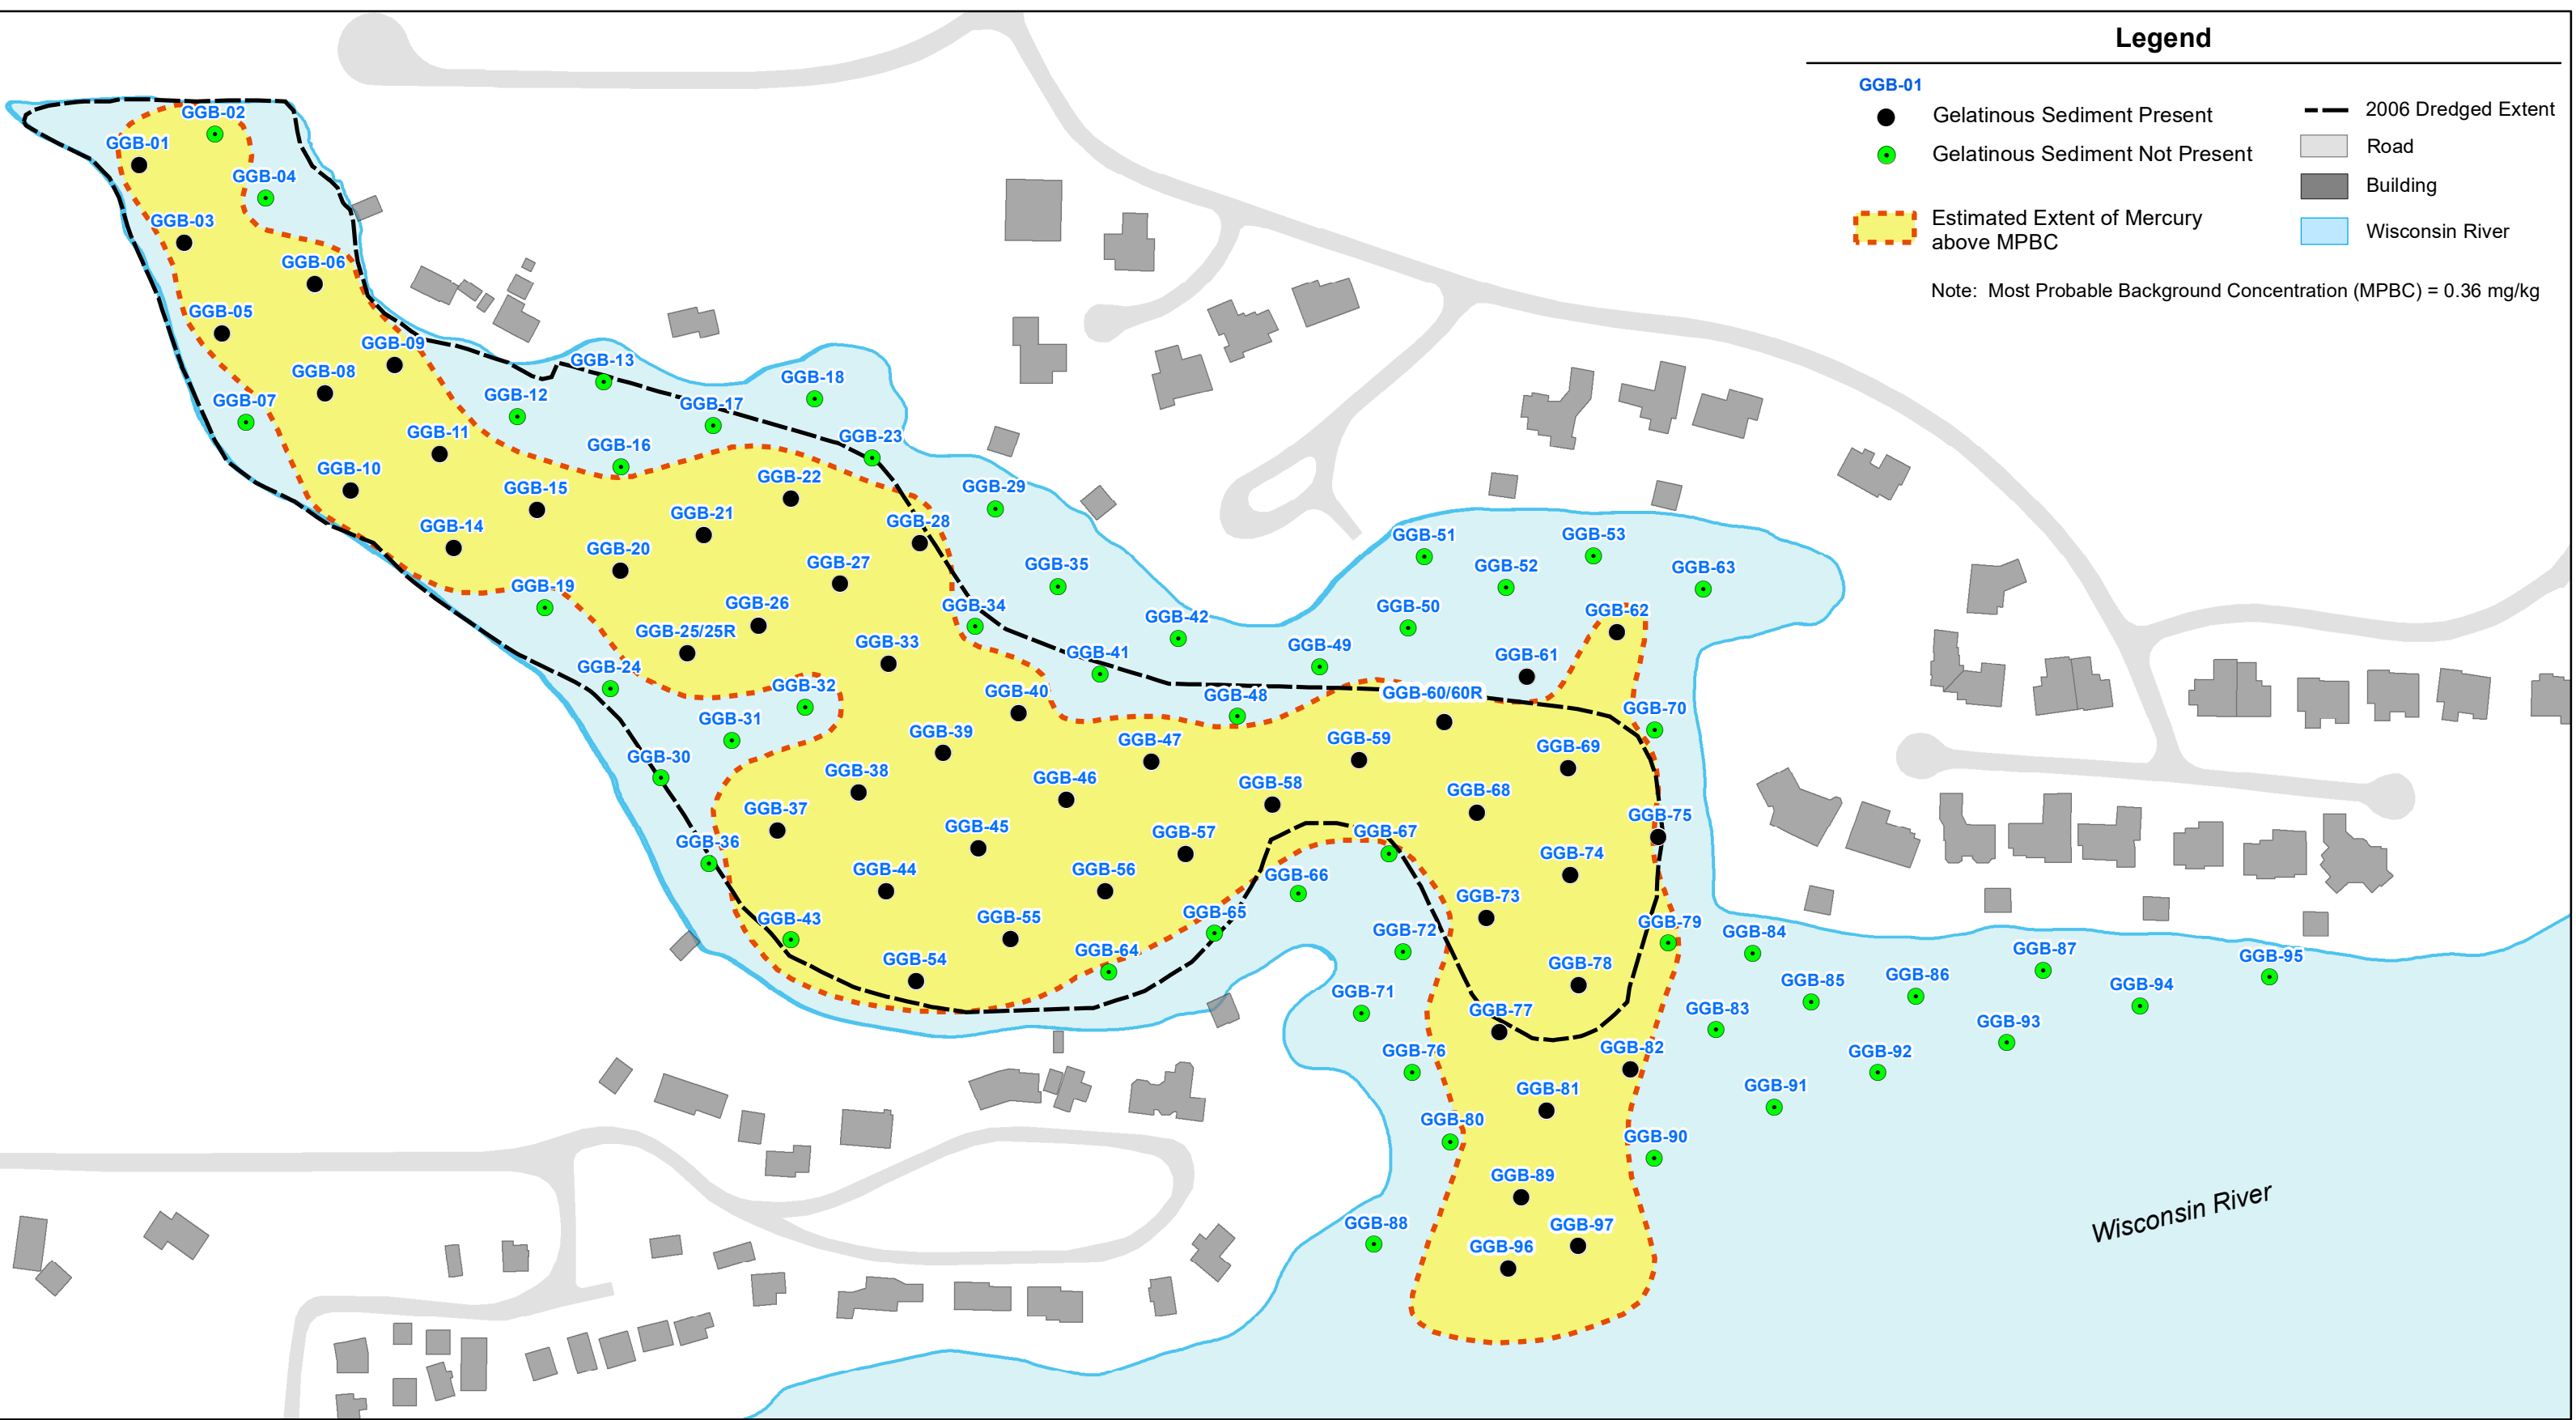 Legend
GGB-01
Gelatinous Sediment Present
Gelatinous Sediment Not Present
Estimated Extent of Mercury
above MPBC
2006 Dredged Extent
Road
Building
Wisconsin River
Note: Most Probable Background Concentration (MPBC) = 0.36 mg/kg
GGB-02
GGB-01
GGB-04
GGB-03
GGB-06
GGB-05
GGB-09
GGB-08
GGB-07
GGB-13
GGB-12
GGB-18
GGB-17
GGB-11
GGB-16
GGB-23
GGB-10
GGB-15
GGB-22
GGB-29
GGB-14
GGB-21
GGB-28
GGB-20
GGB-27
GGB-19
GGB-35
GGB-26
GGB-34
GGB-25/25R
GGB-33
GGB-42
GGB-41
GGB-24
GGB-32
GGB-40
GGB-31
GGB-30
GGB-39
GGB-38
GGB-37
GGB-36
GGB-51
GGB-53
GGB-52
GGB-63
GGB-50
GGB-62
GGB-49
GGB-61
GGB-48
GGB-60/60R
GGB-70
GGB-47
GGB-59
GGB-69
GGB-46
GGB-58
GGB-68
GGB-45
GGB-57
GGB-67
GGB-75
GGB-44
GGB-56
GGB-66
GGB-74
GGB-43
GGB-55
GGB-65
GGB-73
GGB-54
GGB-64
GGB-72
GGB-79
GGB-84
GGB-78
GGB-71
GGB-77
GGB-83
GGB-85
GGB-86
GGB-87
GGB-94
GGB-95
GGB-76
GGB-82
GGB-93
GGB-92
GGB-81
GGB-91
GGB-80
GGB-90
GGB-89
GGB-88
GGB-97
GGB-96
Wisconsin River